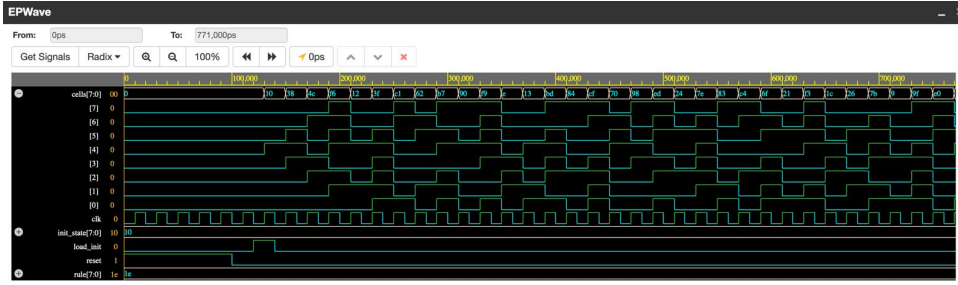 EPWave
From: 0ps To: 771,000ps
Get Signals Radix 100% 0ps
0 100,000 200,000 300,000 400,000 500,000 600,000 700,000
cells[7:0] 00 0 10 38 4c f6 12 3f c1 62 b7 90 f9 e 13 bd 84 cf 70 98 ed 24 7e 83 c4 6f 21 f3 1c 26 7b 9 9f e0
[7] 0
[6] 0
[5] 0
[4] 0
[3] 0
[2] 0
[1] 0
[0] 0
clk 0
init_state[7:0] 10 10
load_init 0
reset 1
rule[7:0] 1e 1e